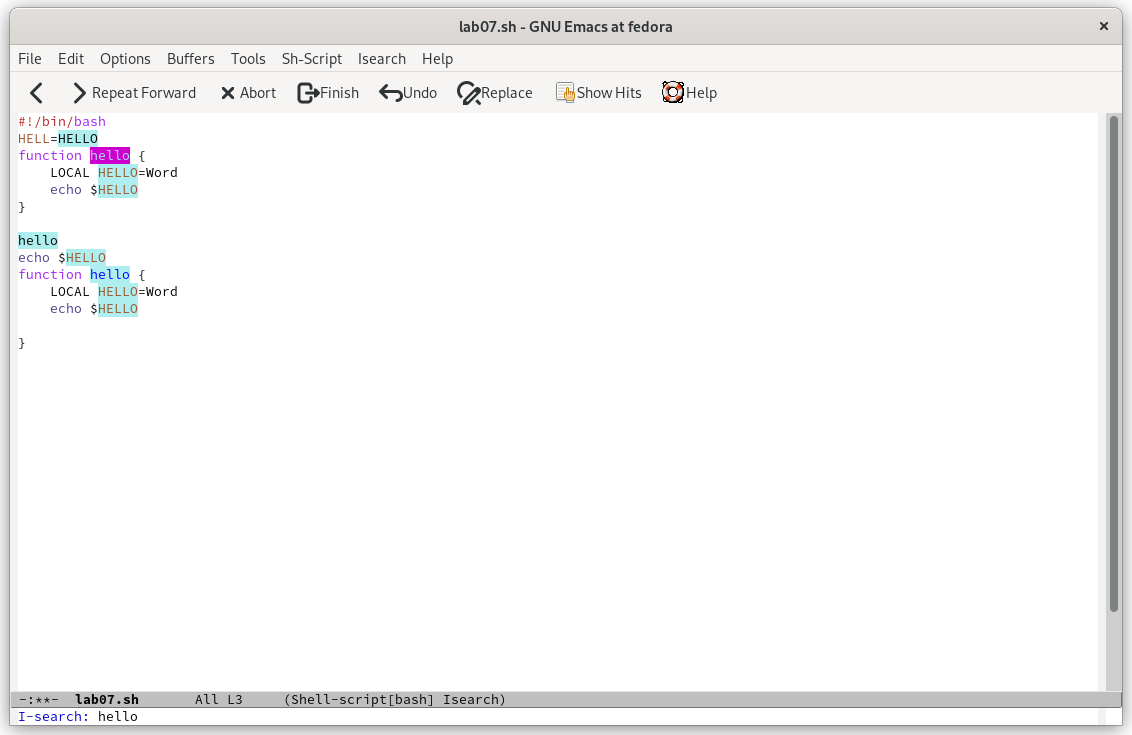 lab07.sh - GNU Emacs at fedora
File Edit Options Buffers Tools Sh-Script Isearch Help
Repeat Forward Abort Finish Undo Replace Show Hits Help
#!/bin/bash
HELL=HELLO
function hello {
    LOCAL HELLO=Word
    echo $HELLO
}
hello
echo $HELLO
function hello {
    LOCAL HELLO=Word
    echo $HELLO
}
-:**-  lab07.sh       All L3     (Shell-script[bash] Isearch)
I-search: hello